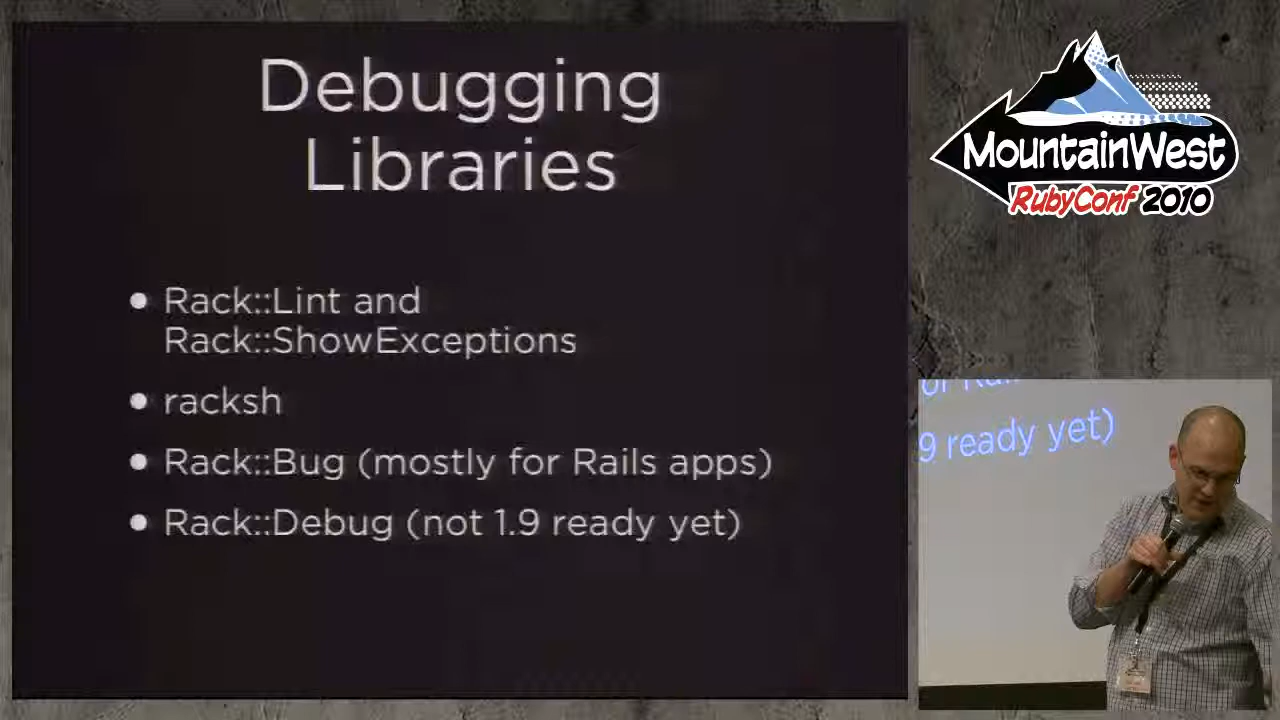 Debugging
Libraries
Rack::Lint and
Rack::ShowExceptions
racksh
Rack::Bug (mostly for Rails apps)
Rack::Debug (not 1.9 ready yet)
MountainWest
RubyConf 2010
9 ready yet)